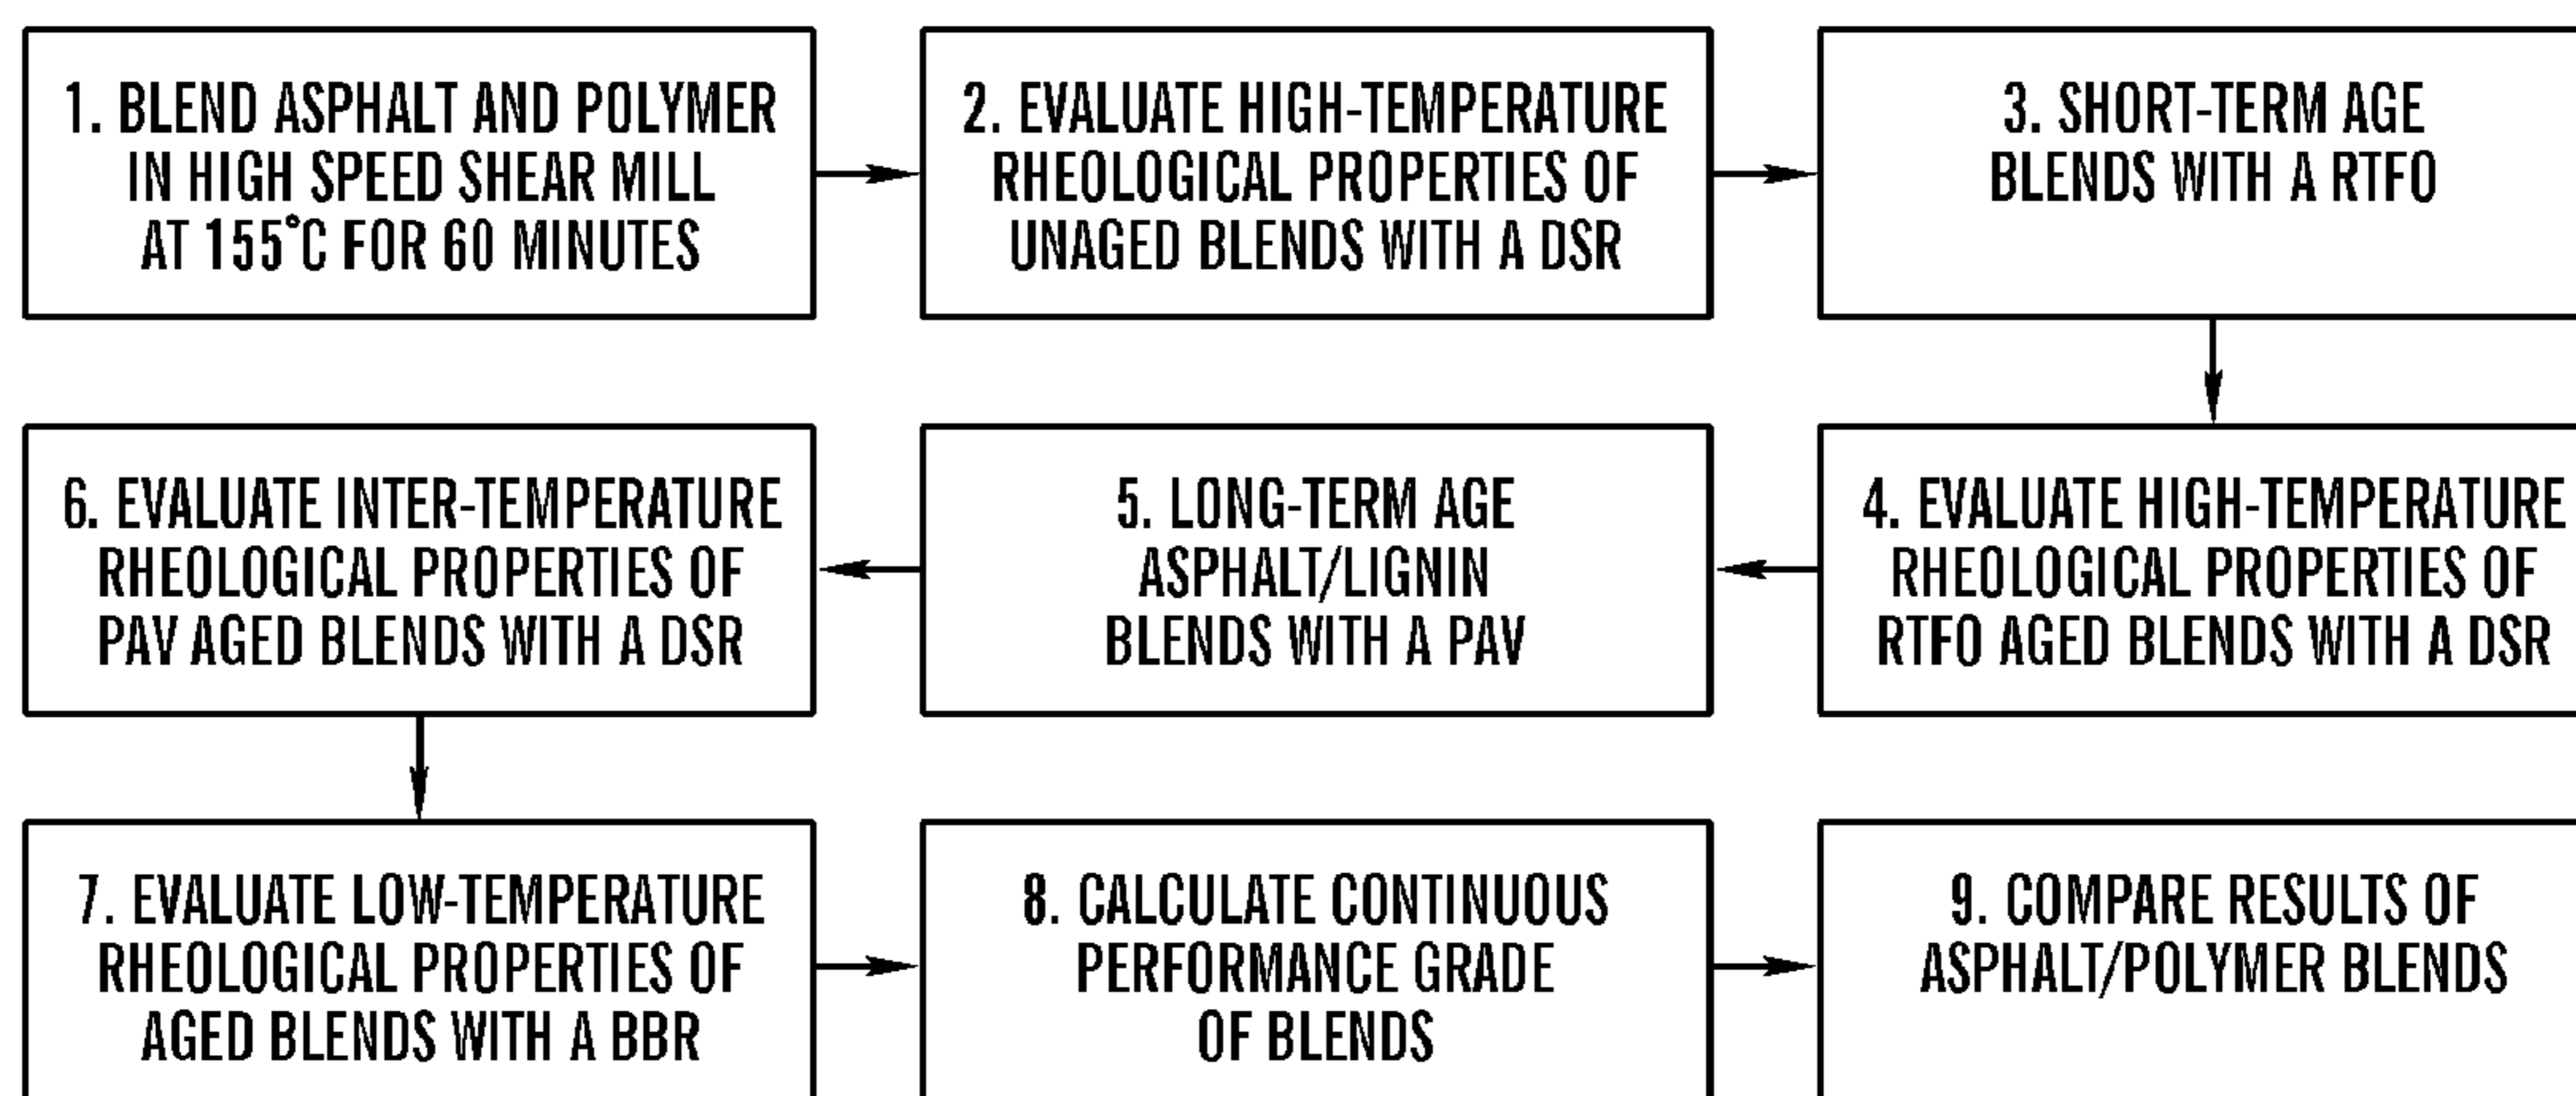 1. BLEND ASPHALT AND POLYMER
IN HIGH SPEED SHEAR MILL
AT 155°C FOR 60 MINUTES
2. EVALUATE HIGH-TEMPERATURE
RHEOLOGICAL PROPERTIES OF
UNAGED BLENDS WITH A DSR
3. SHORT-TERM AGE
BLENDS WITH A RTFO
4. EVALUATE HIGH-TEMPERATURE
RHEOLOGICAL PROPERTIES OF
RTFO AGED BLENDS WITH A DSR
5. LONG-TERM AGE
ASPHALT/LIGNIN
BLENDS WITH A PAV
6. EVALUATE INTER-TEMPERATURE
RHEOLOGICAL PROPERTIES OF
PAV AGED BLENDS WITH A DSR
7. EVALUATE LOW-TEMPERATURE
RHEOLOGICAL PROPERTIES OF
AGED BLENDS WITH A BBR
8. CALCULATE CONTINUOUS
PERFORMANCE GRADE
OF BLENDS
9. COMPARE RESULTS OF
ASPHALT/POLYMER BLENDS